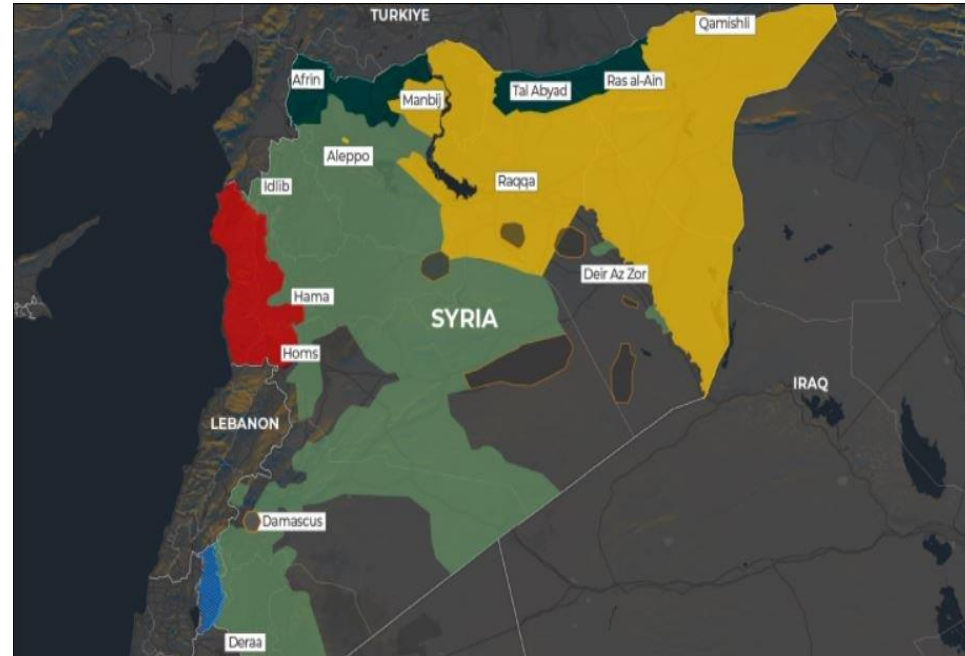 TURKIYE
Qamishli
Afrin
Ras al-Ain
Tal Abyad
Manbij
Aleppo
Raqqa
Idlib
Deir Az Zor
Hama
SYRIA
Homs
IRAQ
LEBANON
Damascus
Deraa